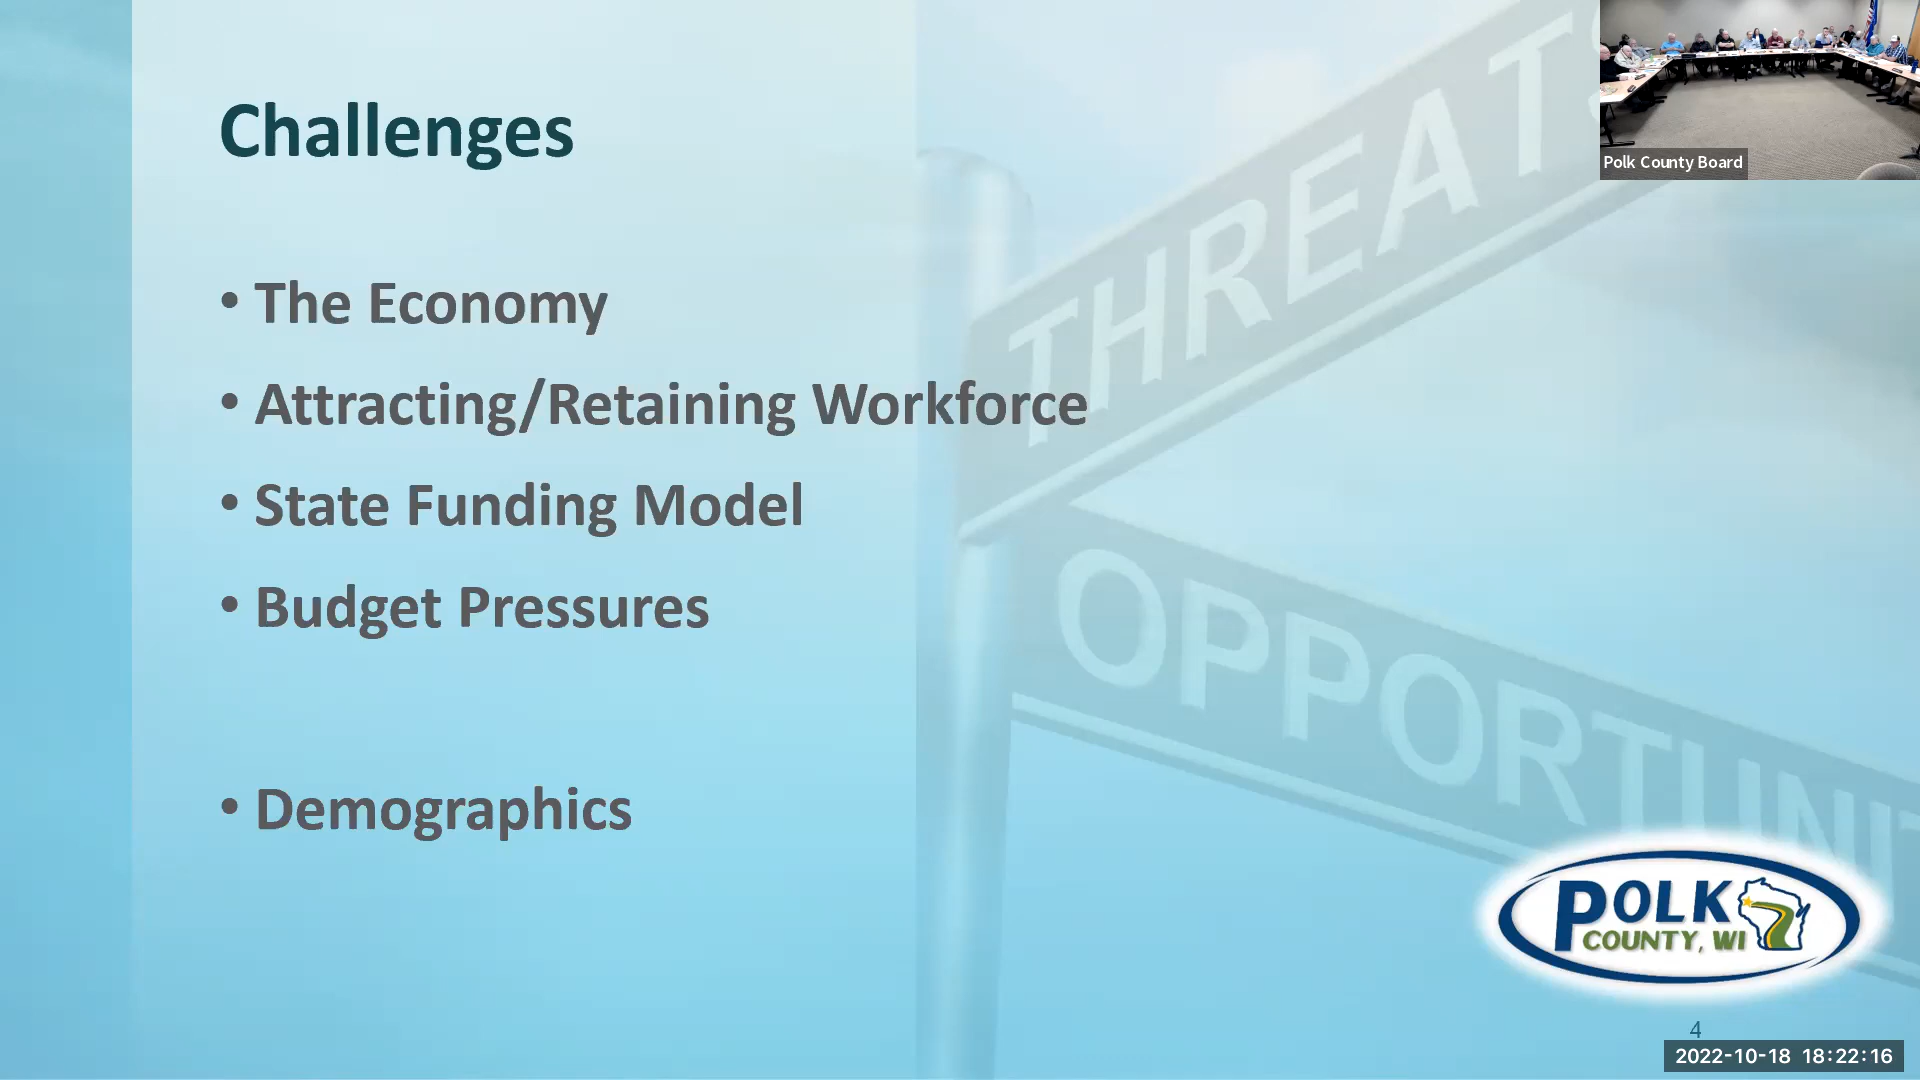 Challenges
• The Economy
• Attracting/Retaining Workforce
• State Funding Model
• Budget Pressures
• Demographics
THREATS
OPPORTUNI
Polk County Board
POLK
COUNTY, WI
4
2022-10-18 18:22:16